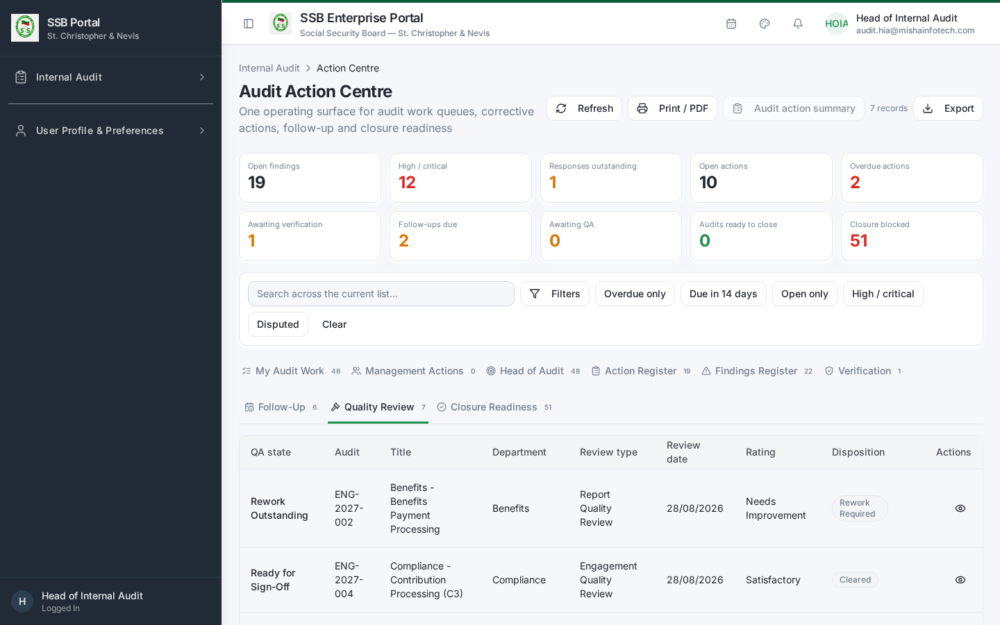 SSB Portal
St. Christopher & Nevis
Internal Audit
User Profile & Preferences
H
Head of Internal Audit
Logged In
SSB Enterprise Portal
Social Security Board — St. Christopher & Nevis
HOIA
Head of Internal Audit
audit.hia@mishainfotech.com
Internal Audit > Action Centre
Audit Action Centre
One operating surface for audit work queues, corrective
actions, follow-up and closure readiness
Refresh
Print / PDF
Audit action summary
7 records
Export
Open findings
19
High / critical
12
Responses outstanding
1
Open actions
10
Overdue actions
2
Awaiting verification
1
Follow-ups due
2
Awaiting QA
0
Audits ready to close
0
Closure blocked
51
Search across the current list...
Filters
Overdue only
Due in 14 days
Open only
High / critical
Disputed
Clear
My Audit Work 48
Management Actions 0
Head of Audit 48
Action Register 19
Findings Register 22
Verification 1
Follow-Up 6
Quality Review 7
Closure Readiness 51
QA state
Audit
Title
Department
Review type
Review
date
Rating
Disposition
Actions
Rework
Outstanding
ENG-
2027-
002
Benefits -
Benefits
Payment
Processing
Benefits
Report
Quality
Review
28/08/2026
Needs
Improvement
Rework
Required
Ready for
Sign-Off
ENG-
2027-
004
Compliance -
Contribution
Processing (C3)
Compliance
Engagement
Quality
Review
28/08/2026
Satisfactory
Cleared